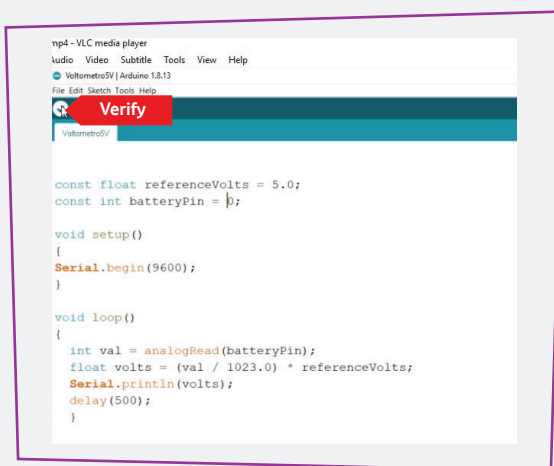 mp4 - VLC media player
Audio Video Subtitle Tools View Help
Voltometro5V | Arduino 1.8.13
File Edit Sketch Tools Help
Verify
Voltometro5V
const float referenceVolts = 5.0;
const int batteryPin = 0;
void setup()
{
Serial.begin(9600);
}
void loop()
{
int val = analogRead(batteryPin);
float volts = (val / 1023.0) * referenceVolts;
Serial.println(volts);
delay(500);
}